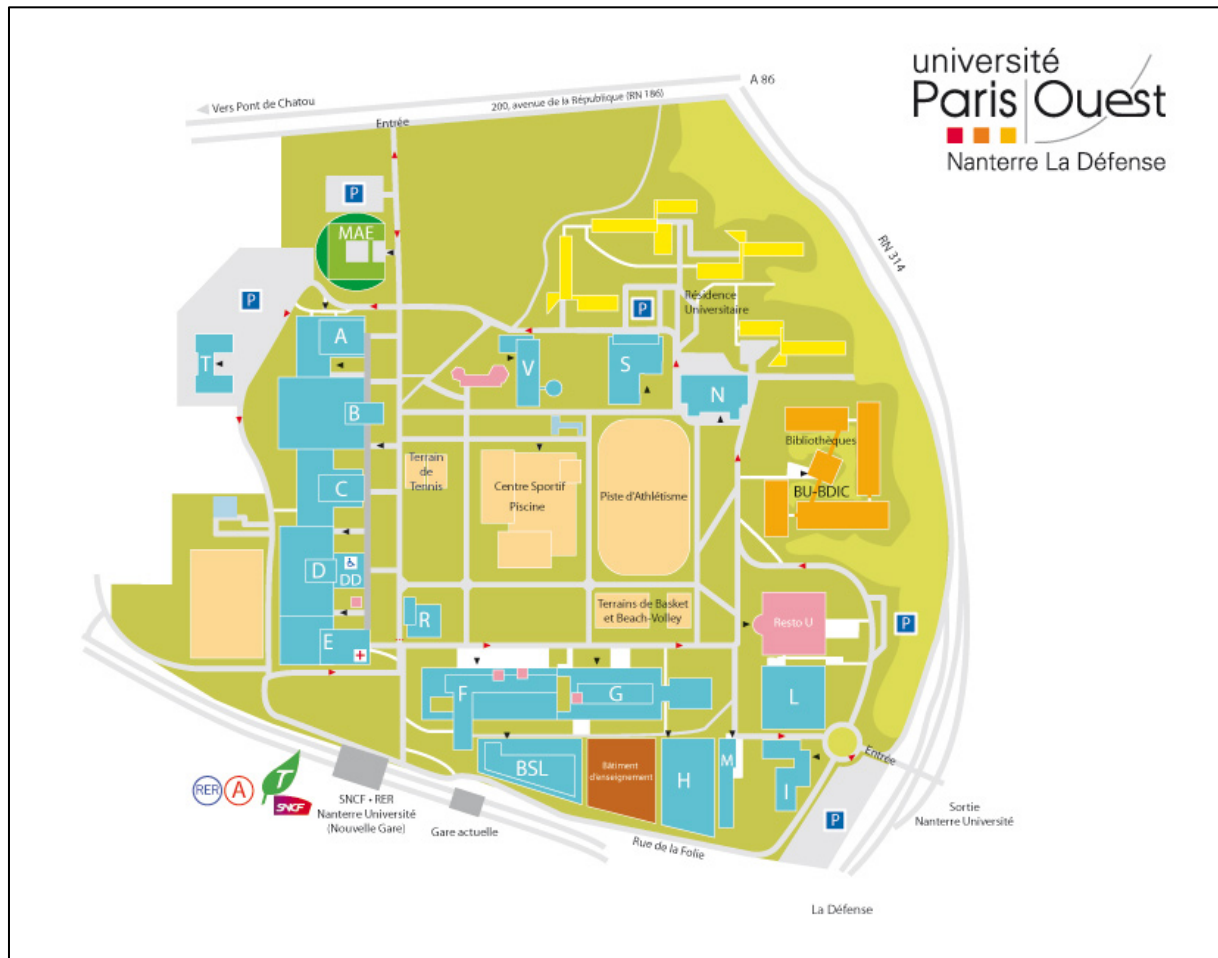 université
Paris Ouest
Nanterre La Défense
A 86
Vers Pont de Chatou
200, avenue de la République (RN 186)
Entrée
P
MAE
RN 314
P
P
Résidence
Universitaire
A
T
V
S
N
B
Bibliothèques
BU-BDIC
Terrain
de
Tennis
Centre Sportif
Piscine
Piste d'Athlétisme
C
D
DD
R
Terrains de Basket
et Beach-Volley
Resto U
P
E
F
G
L
BSL
Bâtiment
d'enseignement
H
M
I
Entrée
P
RER
A
T
SNCF
SNCF • RER
Nanterre Université
(Nouvelle Gare)
Gare actuelle
Rue de la Folie
Sortie
Nanterre Université
La Défense